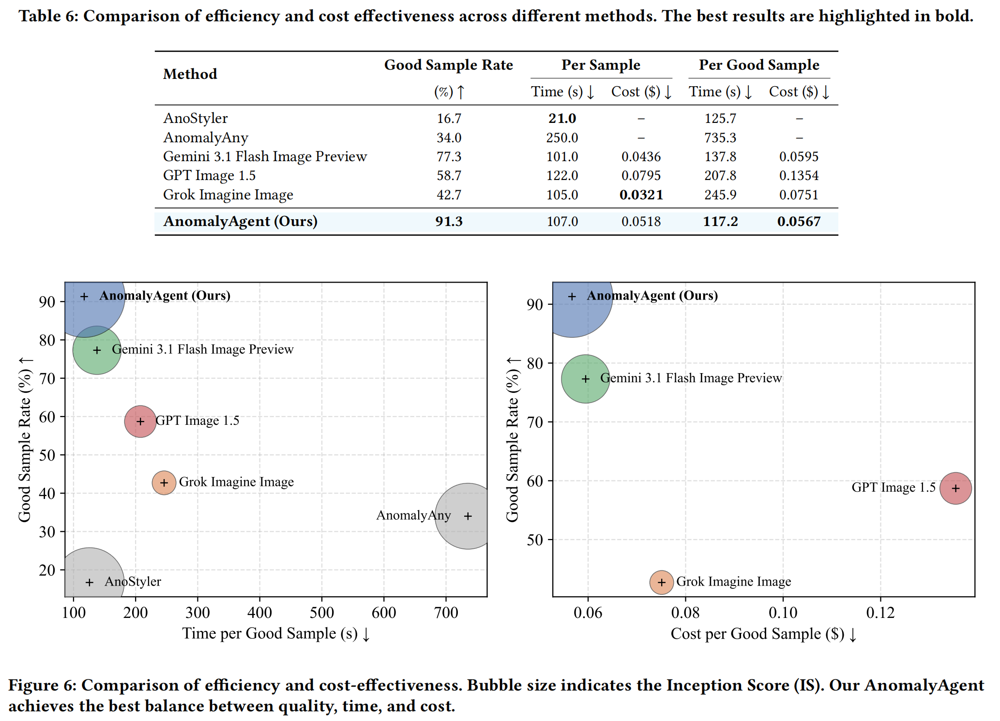 Table 6: Comparison of efficiency and cost effectiveness across different methods. The best results are highlighted in bold.
Method Good Sample Rate Per Sample Per Good Sample
(%) ↑ Time (s) ↓ Cost ($) ↓ Time (s) ↓ Cost ($) ↓
AnoStyler 16.7 21.0 – 125.7 –
AnomalyAny 34.0 250.0 – 735.3 –
Gemini 3.1 Flash Image Preview 77.3 101.0 0.0436 137.8 0.0595
GPT Image 1.5 58.7 122.0 0.0795 207.8 0.1354
Grok Imagine Image 42.7 105.0 0.0321 245.9 0.0751
AnomalyAgent (Ours) 91.3 107.0 0.0518 117.2 0.0567
Good Sample Rate (%) ↑
90
80
70
60
50
40
30
20
AnomalyAgent (Ours)
Gemini 3.1 Flash Image Preview
GPT Image 1.5
Grok Imagine Image
AnomalyAny
AnoStyler
100 200 300 400 500 600 700
Time per Good Sample (s) ↓
Good Sample Rate (%) ↑
90
80
70
60
50
AnomalyAgent (Ours)
Gemini 3.1 Flash Image Preview
GPT Image 1.5
Grok Imagine Image
0.06 0.08 0.10 0.12
Cost per Good Sample ($) ↓
Figure 6: Comparison of efficiency and cost-effectiveness. Bubble size indicates the Inception Score (IS). Our AnomalyAgent
achieves the best balance between quality, time, and cost.